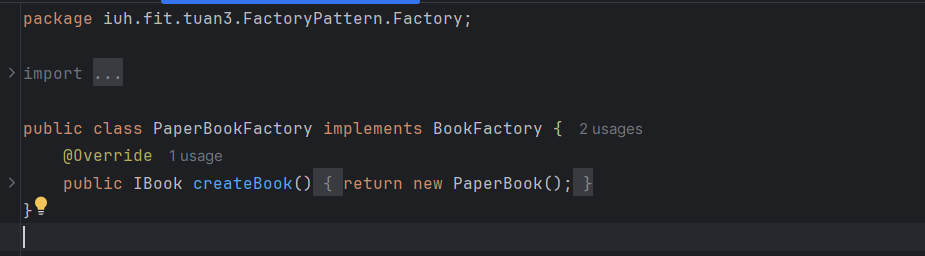 package iuh.fit.tuan3.FactoryPattern.Factory;
import ...
public class PaperBookFactory implements BookFactory { 2 usages
@Override 1 usage
public IBook createBook() { return new PaperBook(); }
}